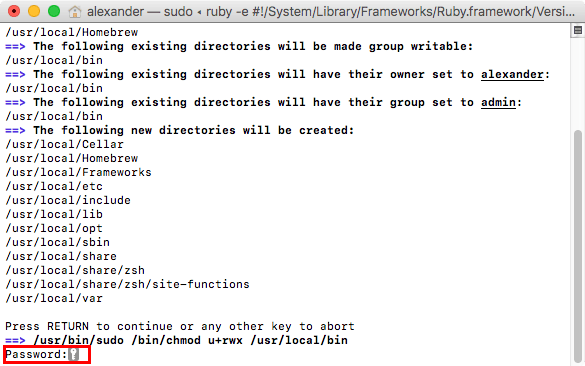 alexander — sudo ◂ ruby -e #!/System/Library/Frameworks/Ruby.framework/Versi...
/usr/local/Homebrew
==> The following existing directories will be made group writable:
/usr/local/bin
==> The following existing directories will have their owner set to alexander:
/usr/local/bin
==> The following existing directories will have their group set to admin:
/usr/local/bin
==> The following new directories will be created:
/usr/local/Cellar
/usr/local/Homebrew
/usr/local/Frameworks
/usr/local/etc
/usr/local/include
/usr/local/lib
/usr/local/opt
/usr/local/sbin
/usr/local/share
/usr/local/share/zsh
/usr/local/share/zsh/site-functions
/usr/local/var
Press RETURN to continue or any other key to abort
==> /usr/bin/sudo /bin/chmod u+rwx /usr/local/bin
Password: